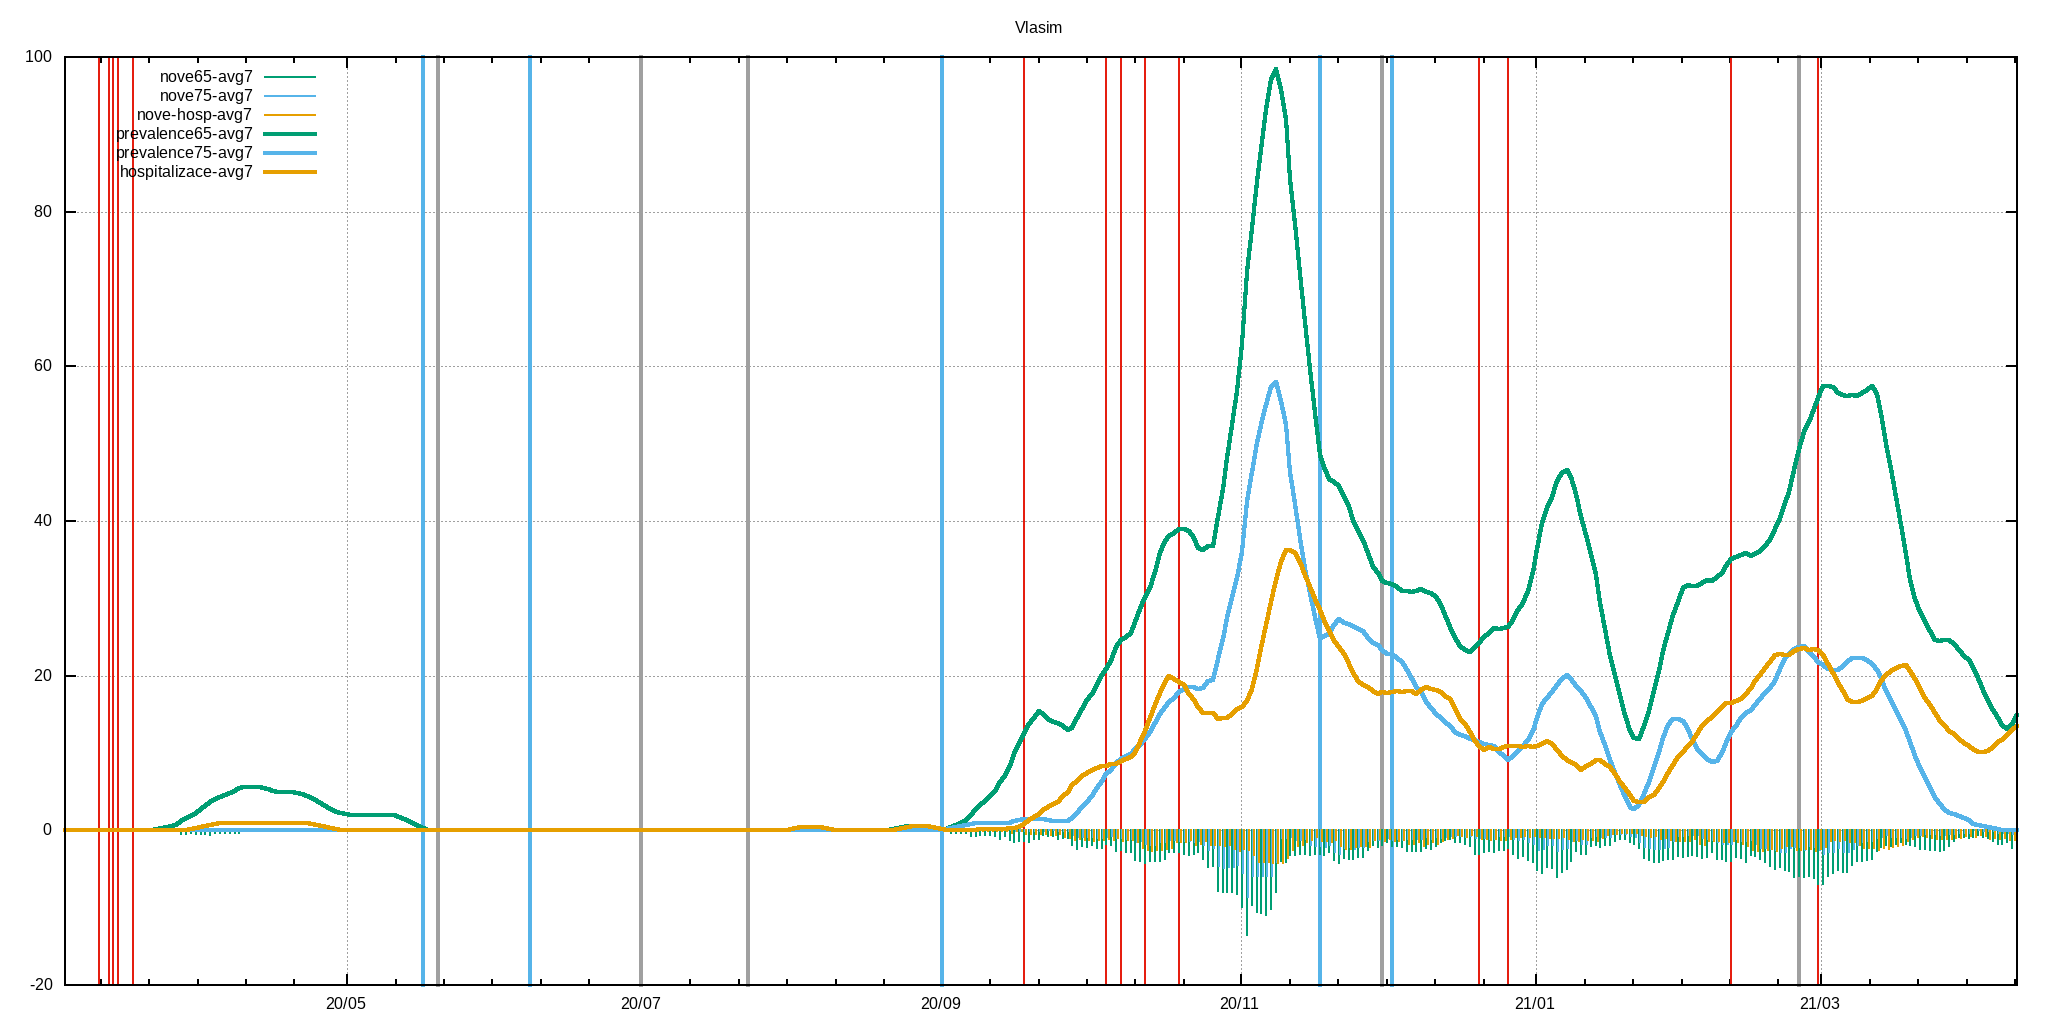 Vlasim
100
80
60
40
20
0
-20
nove65-avg7
nove75-avg7
nove-hosp-avg7
prevalence65-avg7
prevalence75-avg7
hospitalizace-avg7
20/05
20/07
20/09
20/11
21/01
21/03